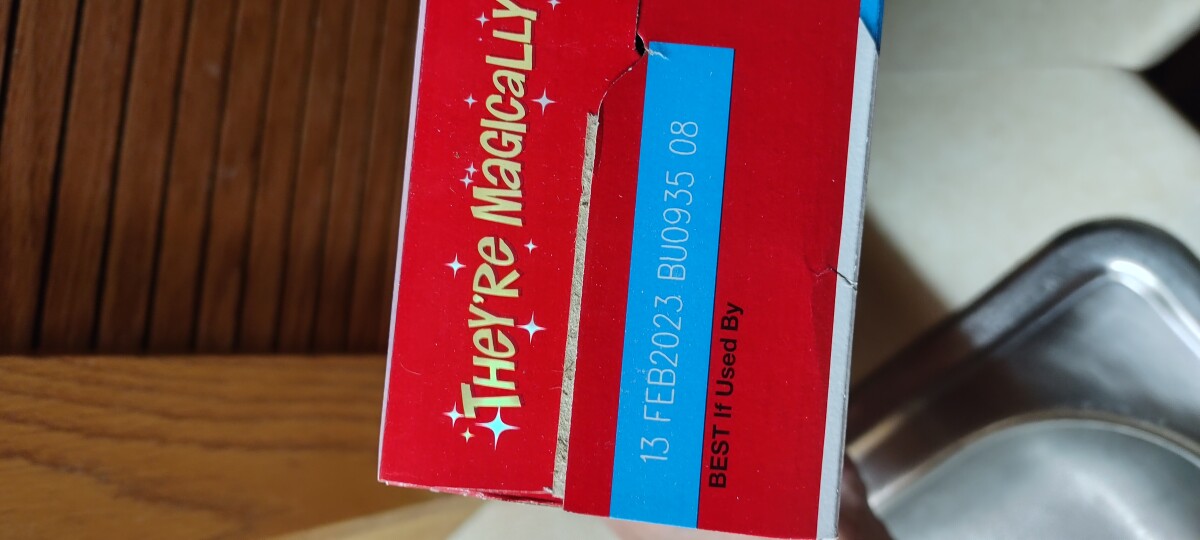 THEY'RE MAGICALLY
13 FEB2023 BU0935 08
BEST If Used By